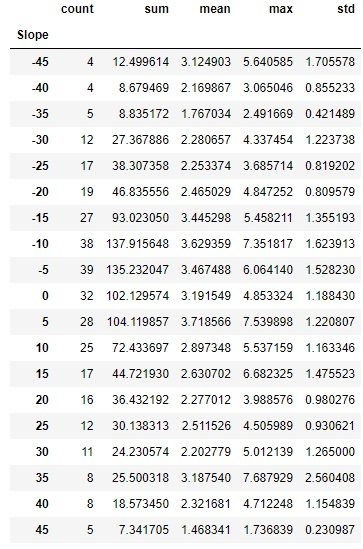 count sum mean max std
Slope
-45 4 12.499614 3.124903 5.640585 1.705578
-40 4 8.679469 2.169867 3.065046 0.855233
-35 5 8.835172 1.767034 2.491669 0.421489
-30 12 27.367886 2.280657 4.337454 1.223738
-25 17 38.307358 2.253374 3.685714 0.819202
-20 19 46.835556 2.465029 4.847252 0.809579
-15 27 93.023050 3.445298 5.458211 1.355193
-10 38 137.915648 3.629359 7.351817 1.623913
-5 39 135.232047 3.467488 6.064140 1.528230
0 32 102.129574 3.191549 4.853324 1.188430
5 28 104.119857 3.718566 7.539898 1.220807
10 25 72.433697 2.897348 5.537159 1.163346
15 17 44.721930 2.630702 6.682325 1.475523
20 16 36.432192 2.277012 3.988576 0.980276
25 12 30.138313 2.511526 4.505989 0.930621
30 11 24.230574 2.202779 5.012139 1.265000
35 8 25.500318 3.187540 7.687929 2.560408
40 8 18.573450 2.321681 4.712248 1.154839
45 5 7.341705 1.468341 1.736839 0.230987